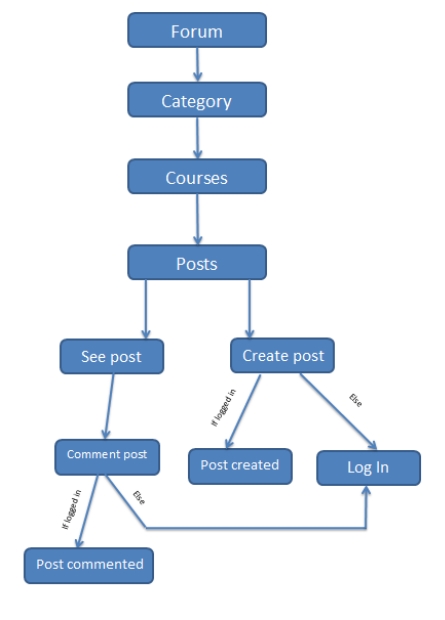 Forum
Category
Courses
Posts
See post
Create post
If logged in
Else
Comment post
Post created
Log In
If logged in
Else
Post commented